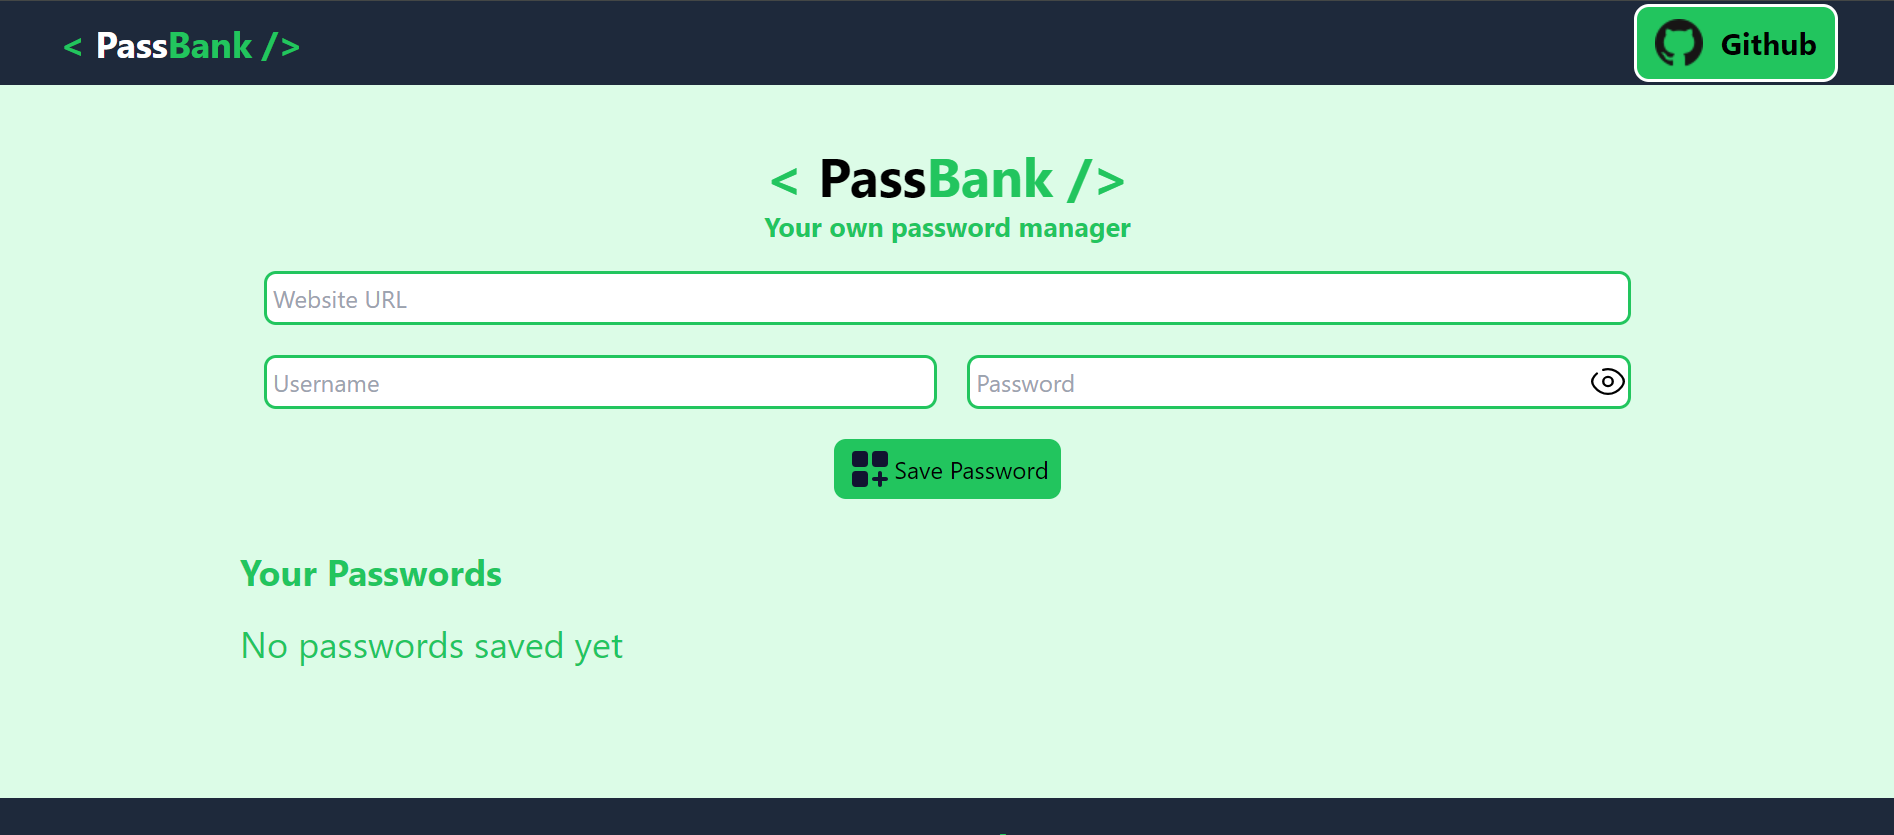 < PassBank />
Github
< PassBank />
Your own password manager
Website URL
Username
Password
Save Password
Your Passwords
No passwords saved yet